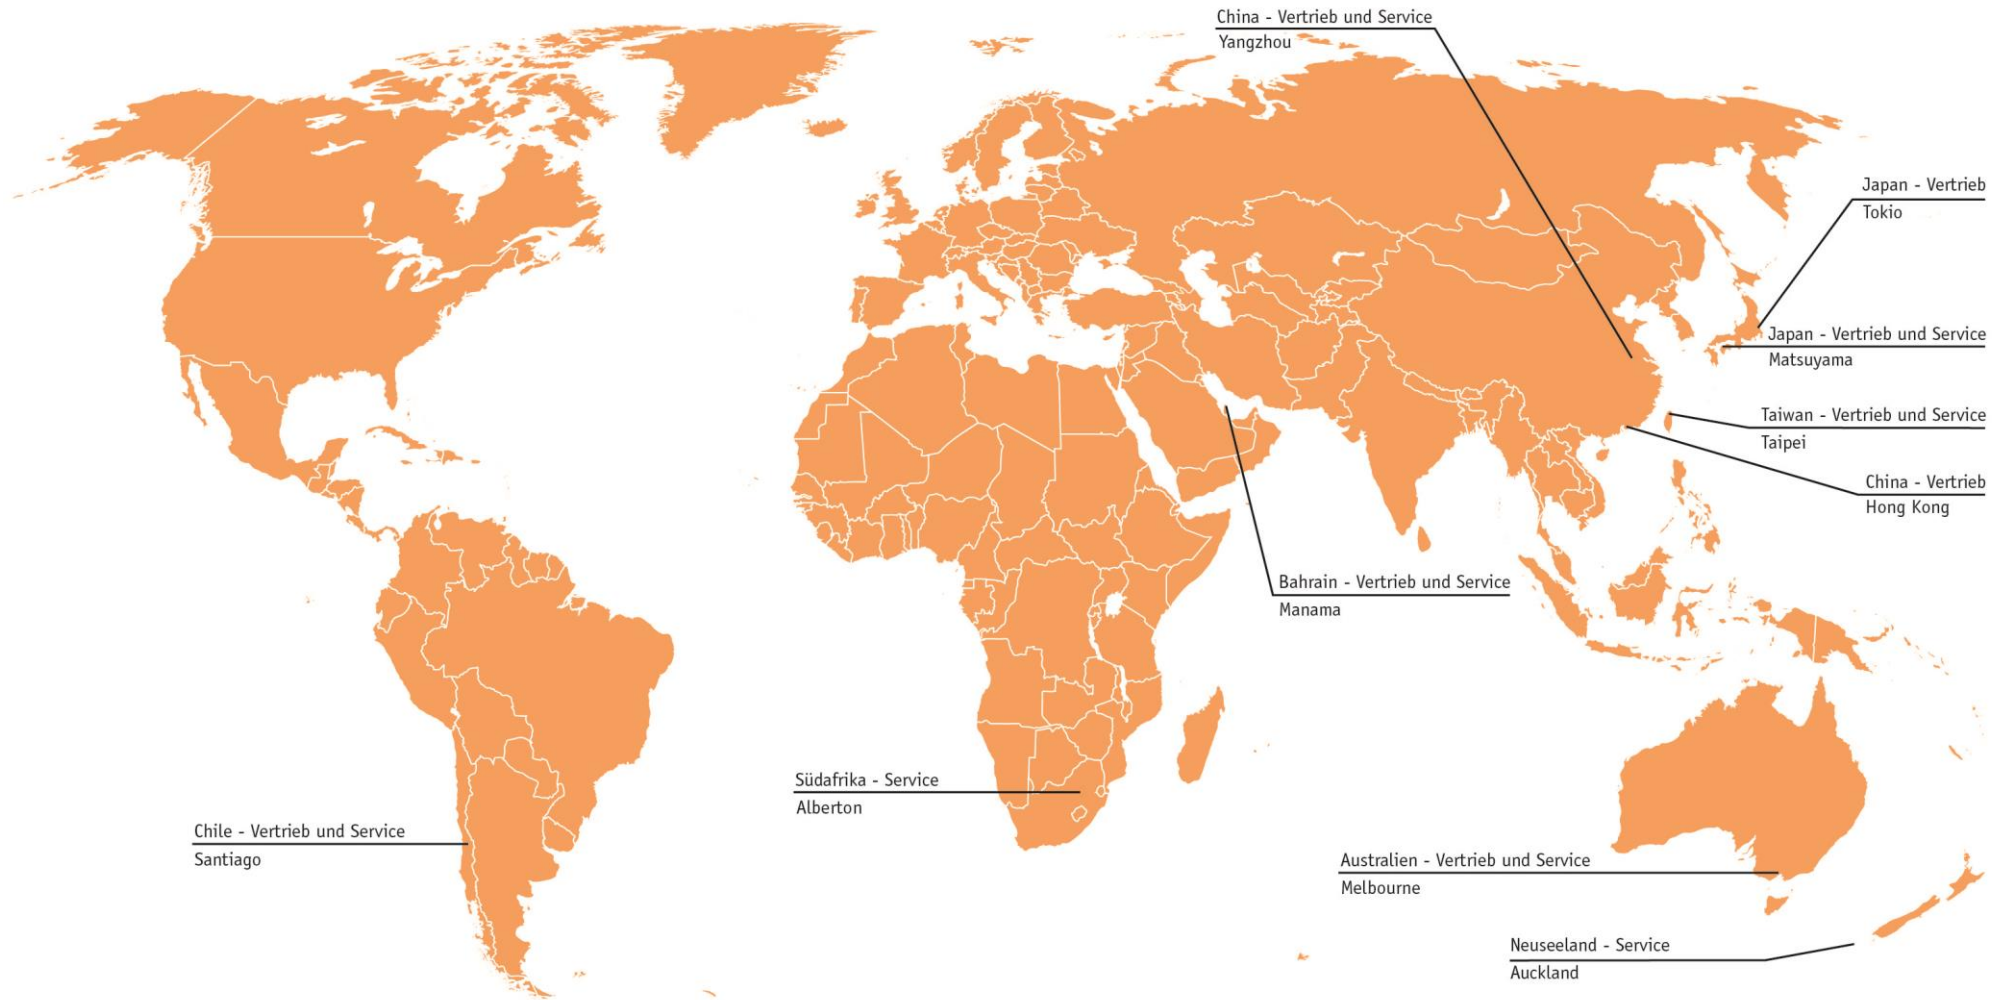 China - Vertrieb und Service
Yangzhou
Japan - Vertrieb
Tokio
Japan - Vertrieb und Service
Matsuyama
Taiwan - Vertrieb und Service
Taipei
China - Vertrieb
Hong Kong
Bahrain - Vertrieb und Service
Manama
Südafrika - Service
Alberton
Chile - Vertrieb und Service
Santiago
Australien - Vertrieb und Service
Melbourne
Neuseeland - Service
Auckland